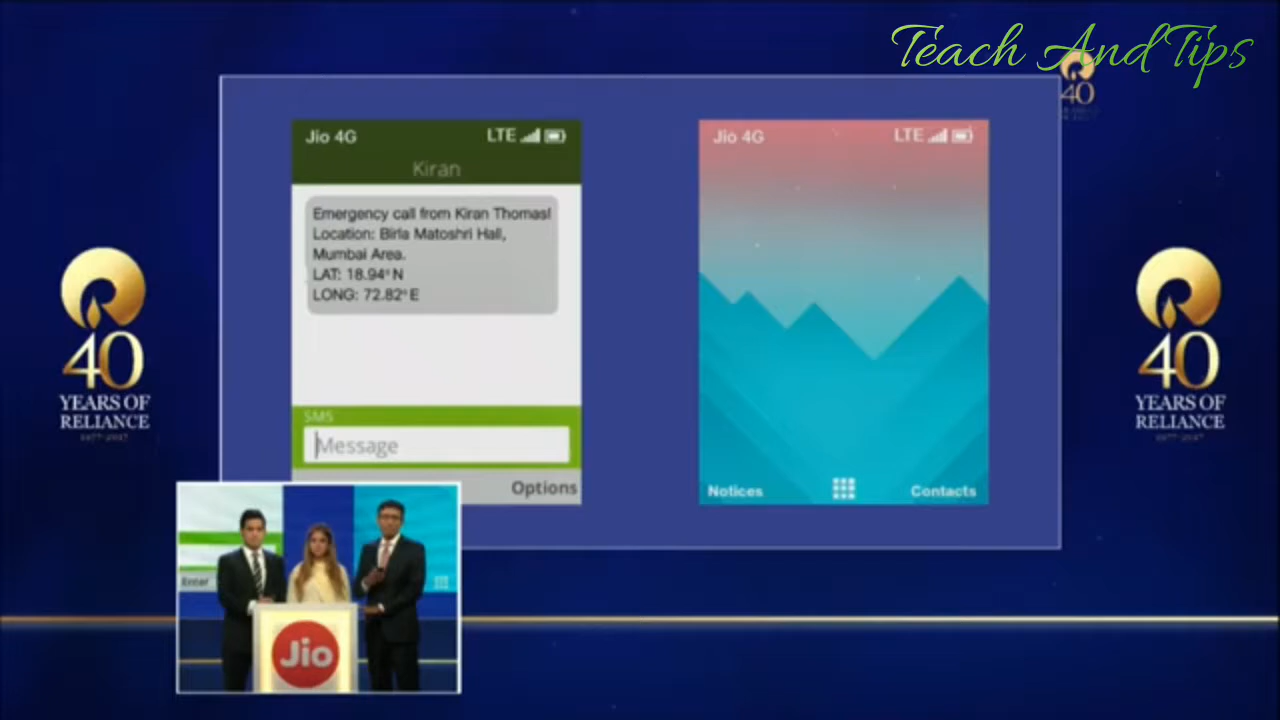 Teach And Tips
40
Jio 4G LTE
Kiran
Emergency call from Kiran Thomas!
Location: Birla Matoshri Hall,
Mumbai Area.
LAT: 18.94° N
LONG: 72.82° E
SMS
Message
Options
Jio 4G LTE
Notices
Contacts
40
YEARS OF
RELIANCE
40
YEARS OF
RELIANCE
Enter
Jio